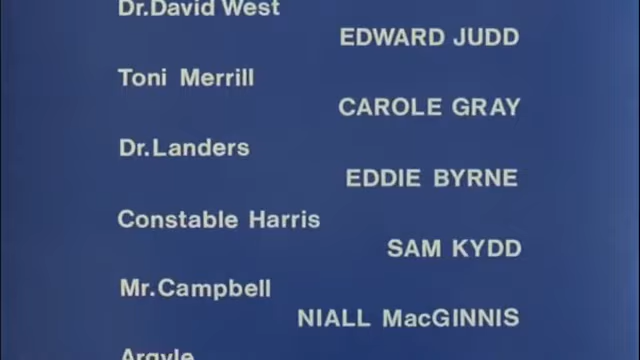 Dr.David West
EDWARD JUDD
Toni Merrill
CAROLE GRAY
Dr.Landers
EDDIE BYRNE
Constable Harris
SAM KYDD
Mr.Campbell
NIALL MacGINNIS
Argyle